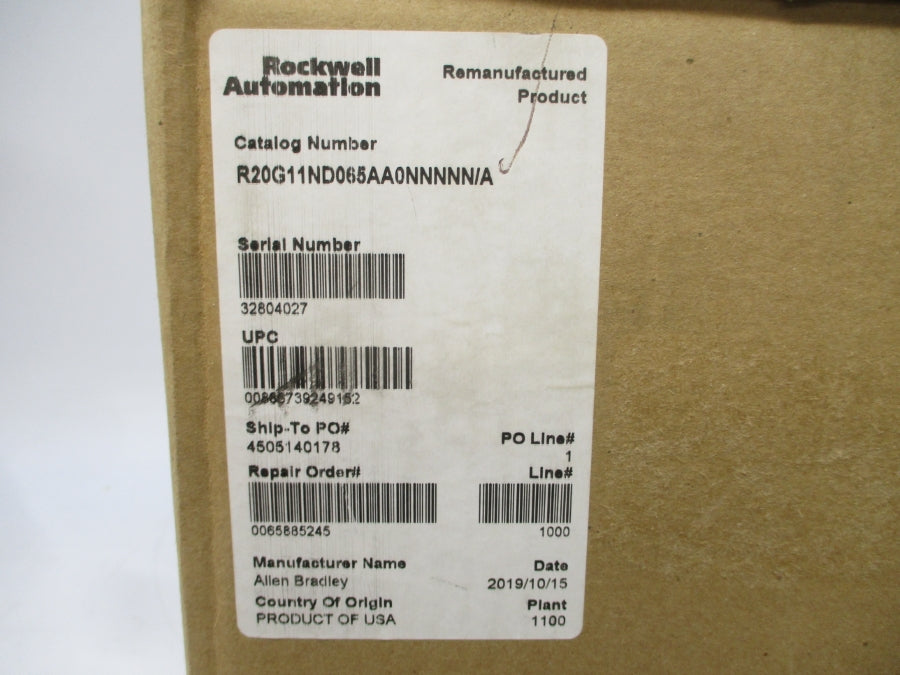 Rockwell
Automation
Remanufactured
Product
Catalog Number
R20G11ND065AA0NNNNN/A
Serial Number
32804027
UPC
Ship-To PO#
4505140178
PO Line#
1
Repair Order#
0065885245
Line#
1000
Manufacturer Name
Allen Bradley
Date
2019/10/15
Country Of Origin
PRODUCT OF USA
Plant
1100